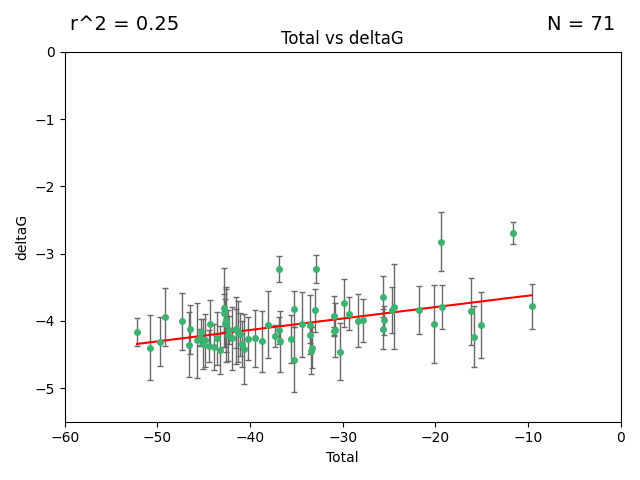 r^2 = 0.25
N = 71
Total vs deltaG
0
−1
−2
−3
−4
−5
deltaG
−60
−50
−40
−30
−20
−10
0
Total